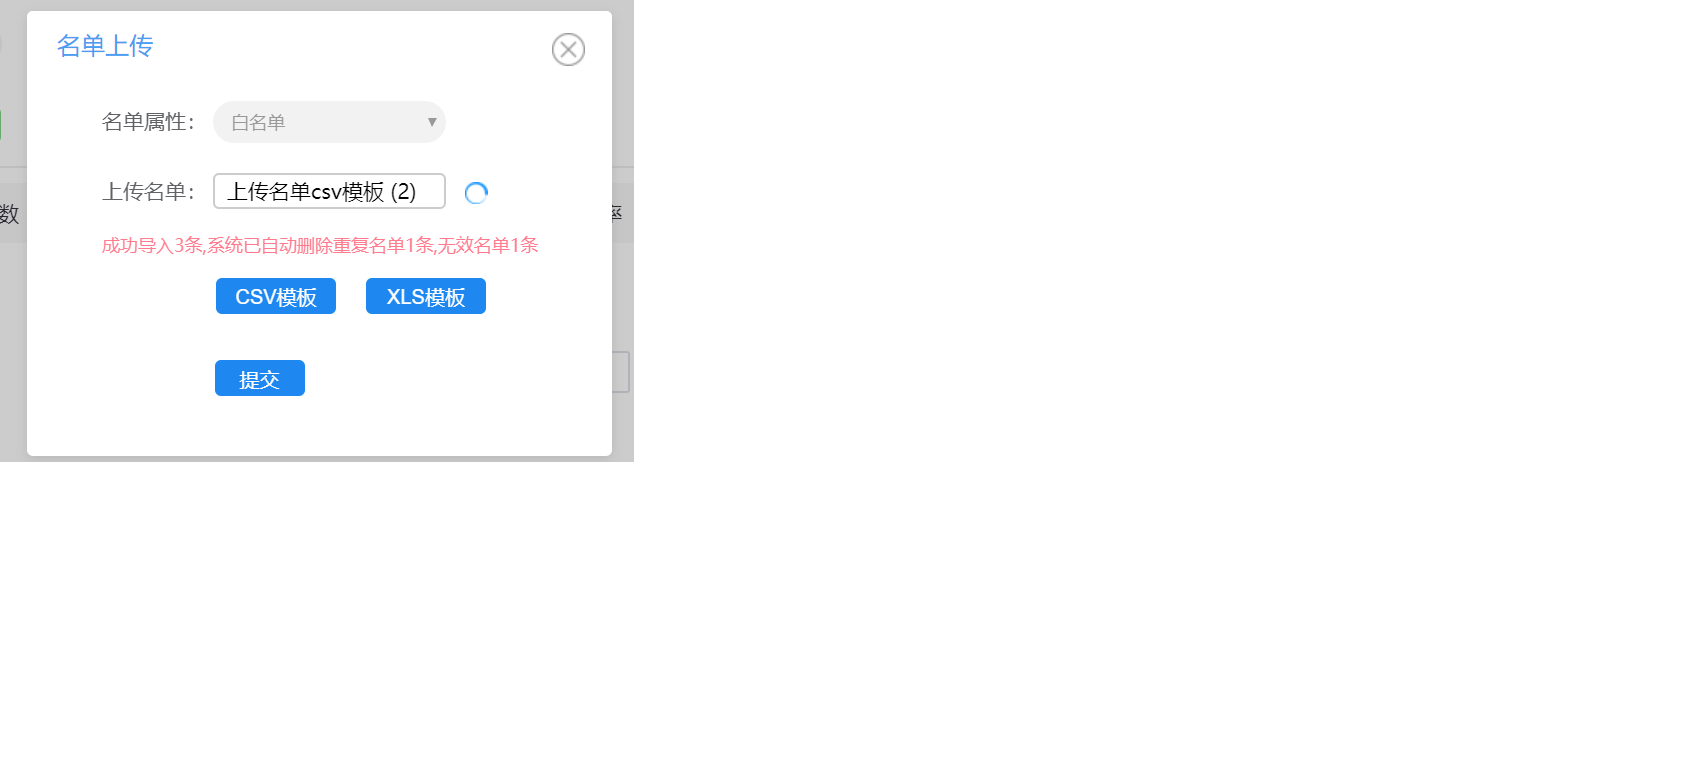 名单上传
名单属性：
白名单
上传名单：
上传名单csv模板 (2)
数
率
成功导入3条,系统已自动删除重复名单1条,无效名单1条
CSV模板
XLS模板
提交